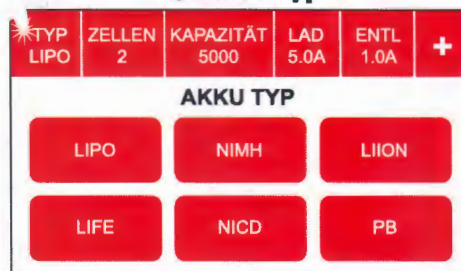 TYP ZELLEN KAPAZITÄT LAD ENTL +
LIPO 2 5000 5.0A 1.0A
AKKU TYP
LIPO NIMH LIION
LIFE NICD PB